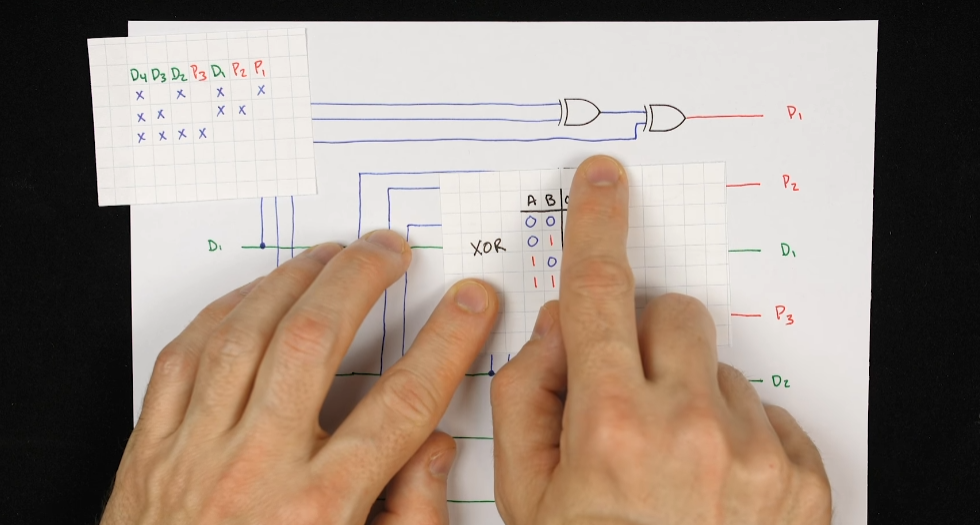 D4 D3 D2 P3 D1 P2 P1
x x x x
x x x x
x x x x
P1
P2
A B
0 0
D1 XOR 0 1 D1
1 0
1 1
P3
D2